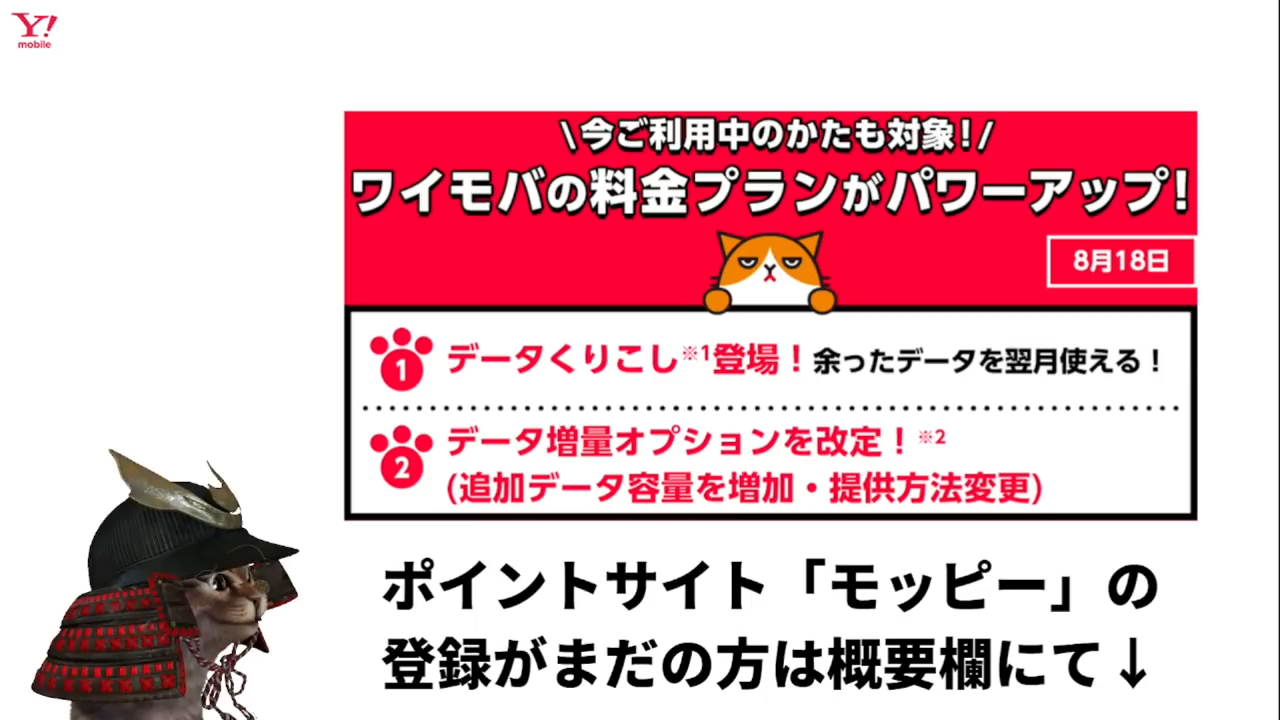 Y!
mobile
\今ご利用中のかたも対象!/
ワイモバの料金プランがパワーアップ!
8月18日
1 データくりこし※1登場!余ったデータを翌月使える!
2 データ増量オプションを改定!※2
(追加データ容量を増加・提供方法変更)
ポイントサイト「モッピー」の
登録がまだの方は概要欄にて↓